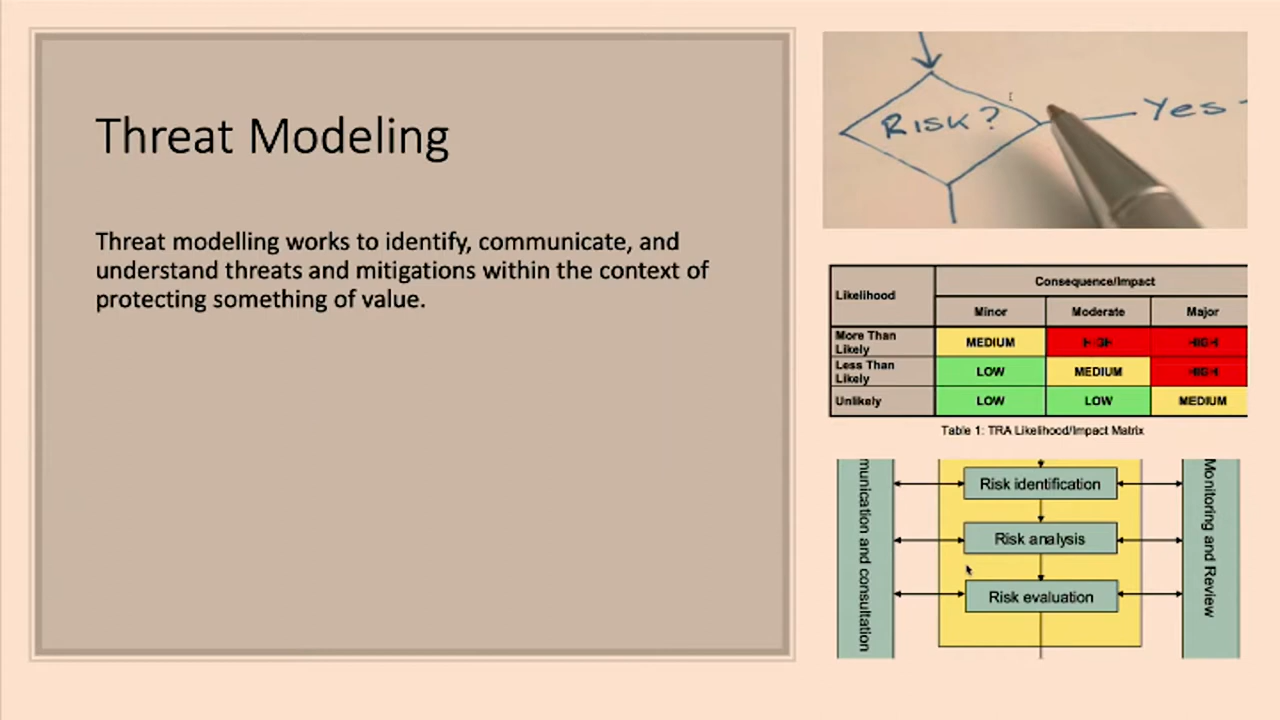 Threat Modeling
Threat modelling works to identify, communicate, and
understand threats and mitigations within the context of
protecting something of value.
Risk?
Yes
Likelihood
Consequence/Impact
Minor
Moderate
Major
More Than
Likely
MEDIUM
HIGH
HIGH
Less Than
Likely
LOW
MEDIUM
HIGH
Unlikely
LOW
LOW
MEDIUM
Table 1: TRA Likelihood/Impact Matrix
munication and consultation
Risk identification
Risk analysis
Risk evaluation
Monitoring and Review